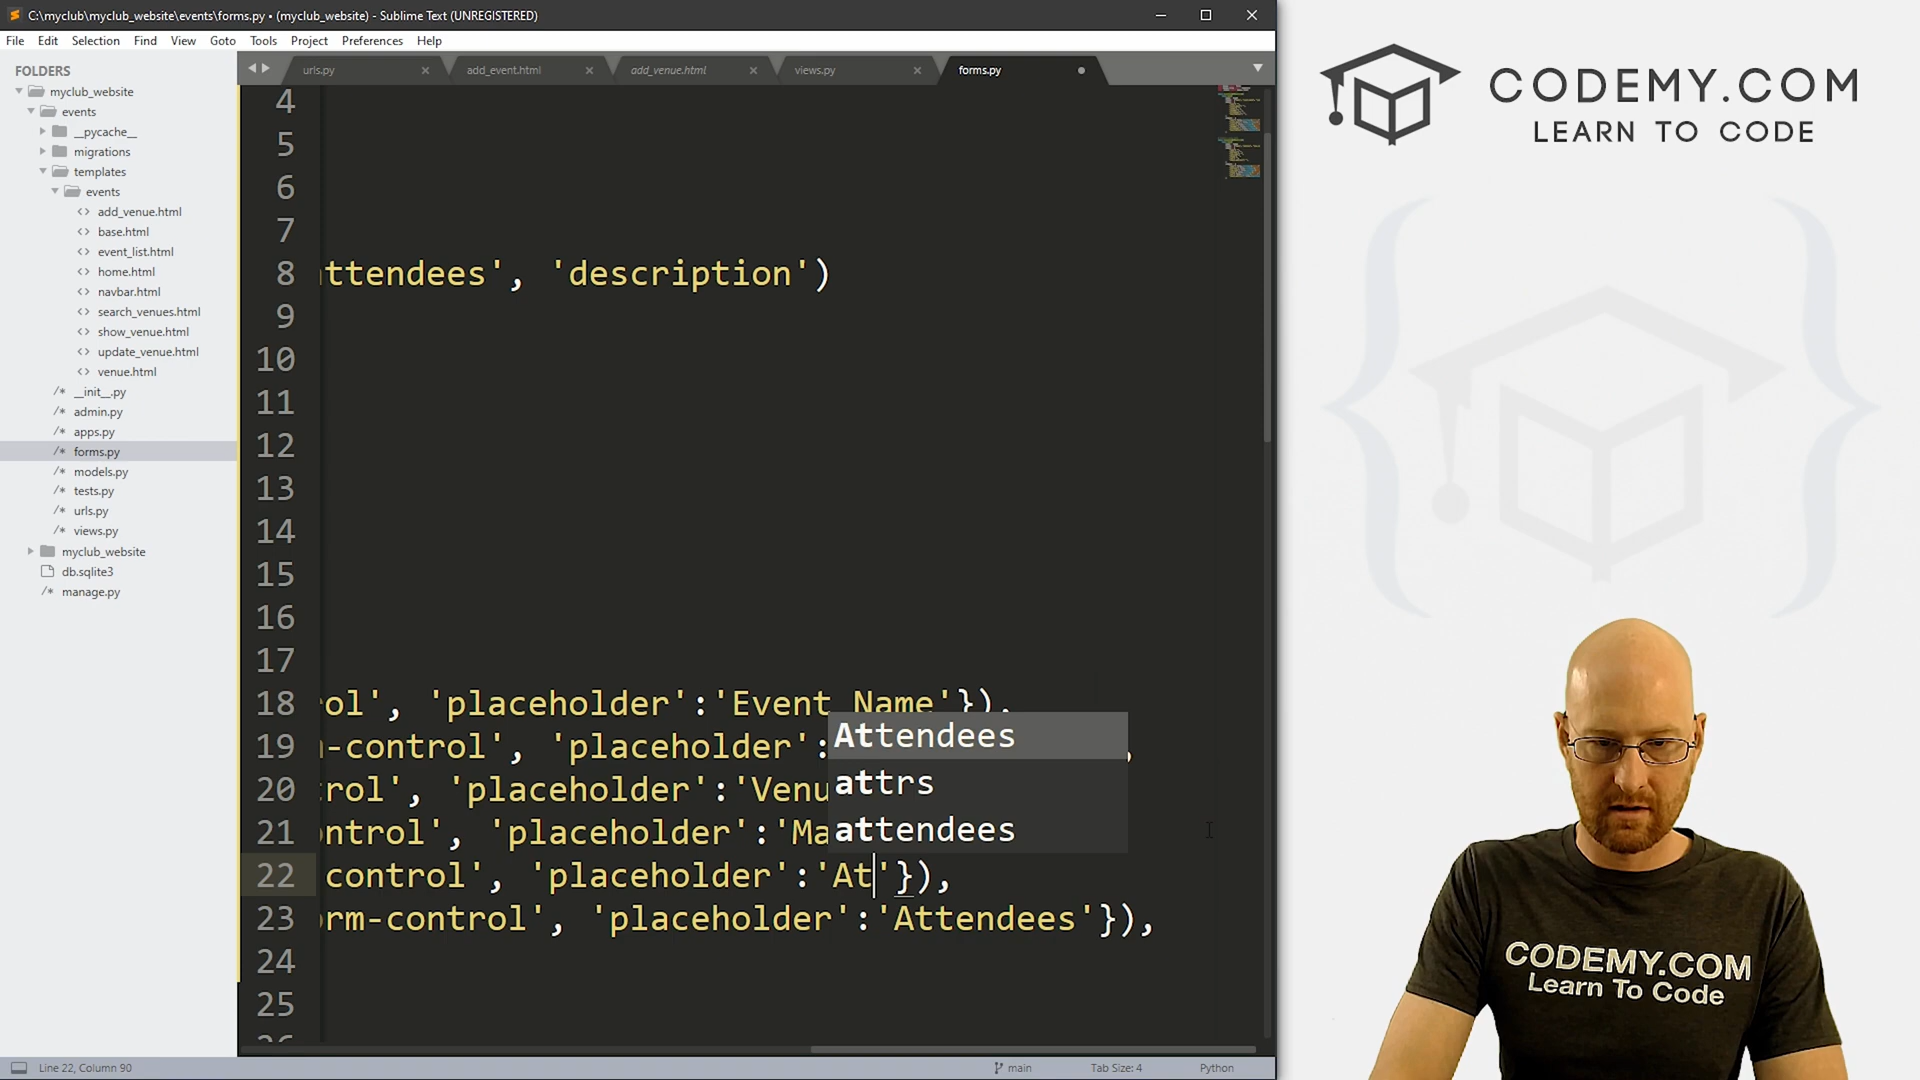 C:\myclub\myclub_website\events\forms.py • (myclub_website) - Sublime Text (UNREGISTERED)
File Edit Selection Find View Goto Tools Project Preferences Help
FOLDERS
myclub_website
events
__pycache__
migrations
templates
events
add_venue.html
base.html
event_list.html
home.html
navbar.html
search_venues.html
show_venue.html
update_venue.html
venue.html
__init__.py
admin.py
apps.py
forms.py
models.py
tests.py
urls.py
views.py
myclub_website
db.sqlite3
manage.py
urls.py add_event.html add_venue.html views.py forms.py
4
5
6
7
8 ttendees', 'description')
9
10
11
12
13
14
15
16
17
18 rol', 'placeholder':'Event Name'}),
19 m-control', 'placeholder':
20 trol', 'placeholder':'Venu
21 ontrol', 'placeholder':'Ma
22 control', 'placeholder':'At'}),
23 orm-control', 'placeholder':'Attendees'}),
24
25
Attendees
attrs
attendees
Line 22, Column 90 main Tab Size: 4 Python
CODEMY.COM
LEARN TO CODE
CODEMY.COM
Learn To Code